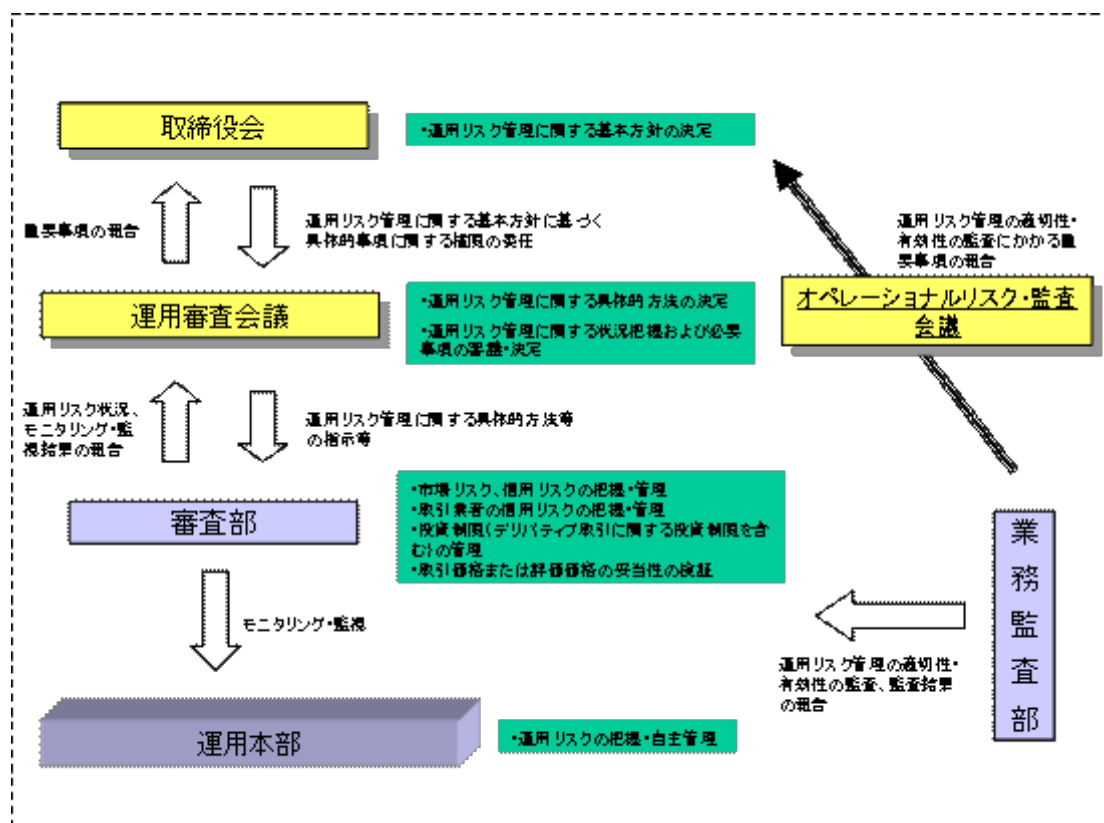 取締役会
・運用リスク管理に関する基本方針の決定
重要事項の報告
運用リスク管理に関する基本方針に基づく
具体的事項に関する権限の委任
運用リスク管理の適切性・
有効性の監査にかかる重
要事項の報告
運用審査会議
・運用リスク管理に関する具体的方法の決定
・運用リスク管理に関する状況把握および必要
事項の審議・決定
オペレーショナルリスク・監査
会議
運用リスク状況、
モニタリング・監
視結果の報告
運用リスク管理に関する具体的方法等
の指示等
審査部
・市場リスク、信用リスクの把握・管理
・取引業者の信用リスクの把握・管理
・投資制限(デリバティブ取引に関する投資制限を含
む)の管理
・取引価格または評価価格の妥当性の検証
業務監査部
モニタリング・監視
運用リスク管理の適切性・
有効性の監査、監査結果
の報告
運用本部
・運用リスクの把握・自主管理